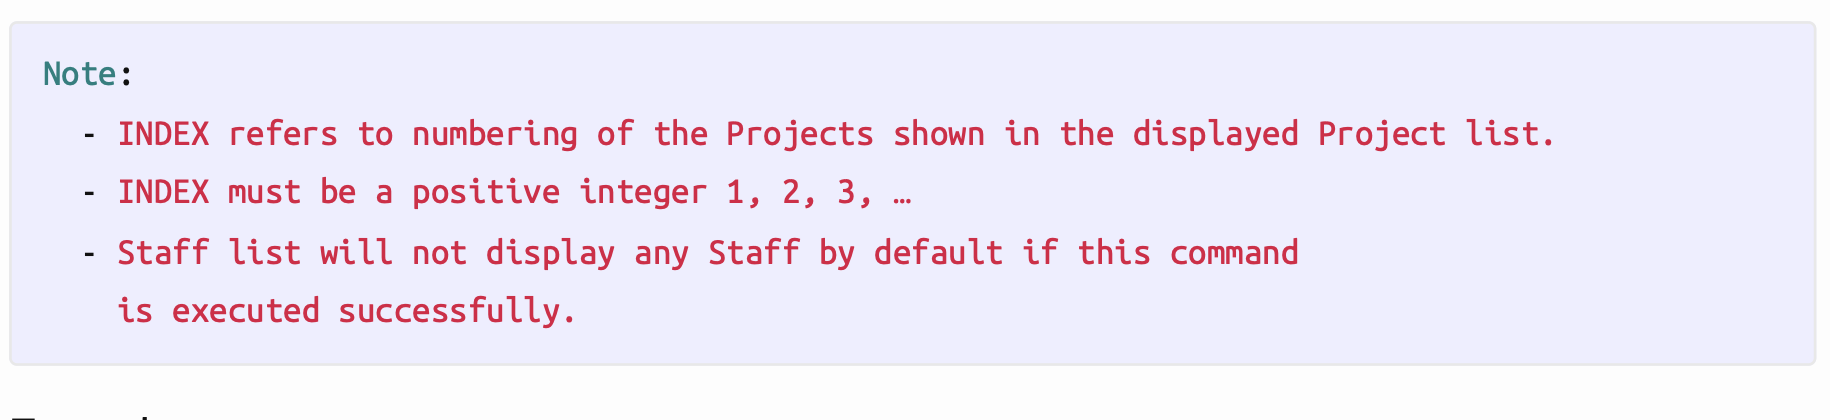 Note:
- INDEX refers to numbering of the Projects shown in the displayed Project list.
- INDEX must be a positive integer 1, 2, 3, …
- Staff list will not display any Staff by default if this command
is executed successfully.